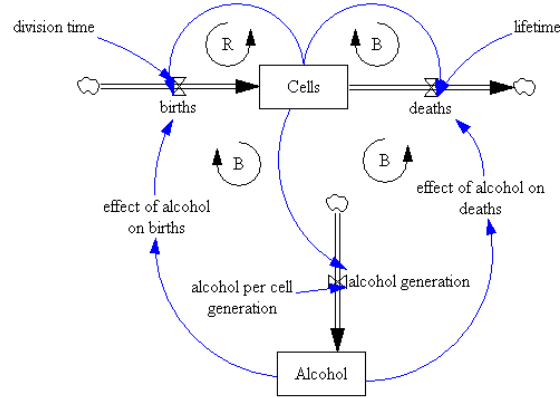 division time
lifetime
R
B
Cells
births
deaths
B
B
effect of alcohol
on births
effect of alcohol on
deaths
alcohol per cell
generation
alcohol generation
Alcohol